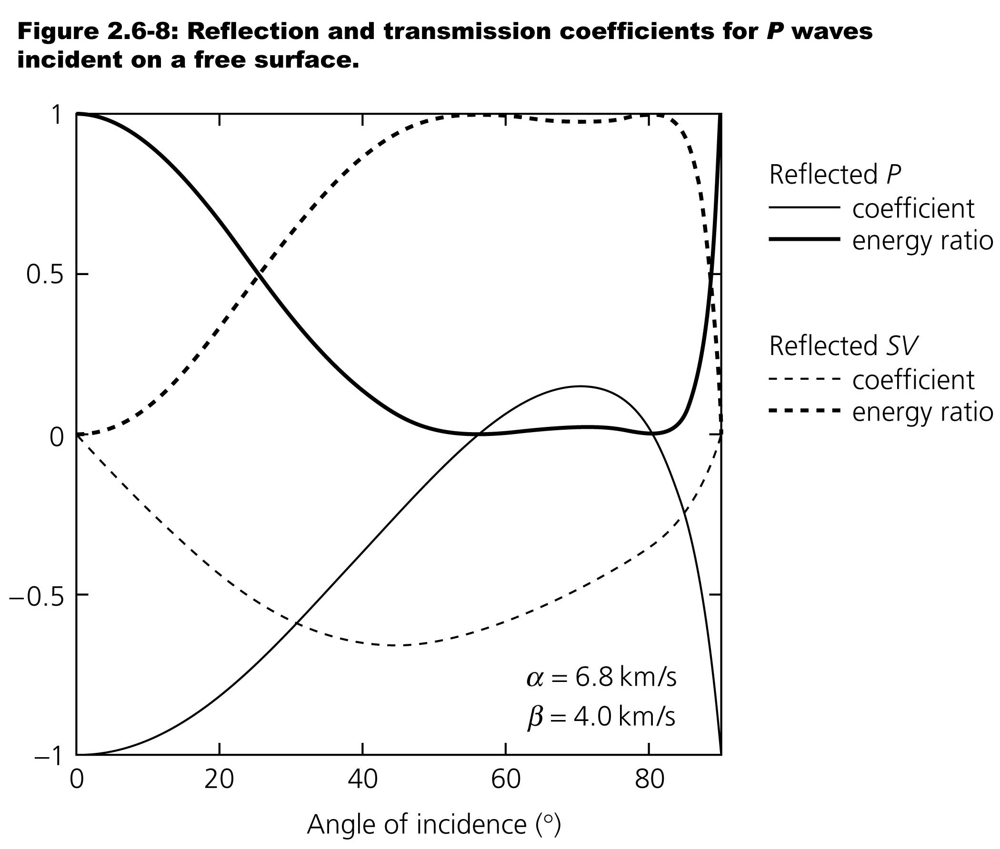 Figure 2.6-8: Reflection and transmission coefficients for P waves
incident on a free surface.
1
0.5
0
−0.5
−1
0 20 40 60 80
Angle of incidence (°)
α = 6.8 km/s
β = 4.0 km/s
Reflected P
coefficient
energy ratio
Reflected SV
coefficient
energy ratio